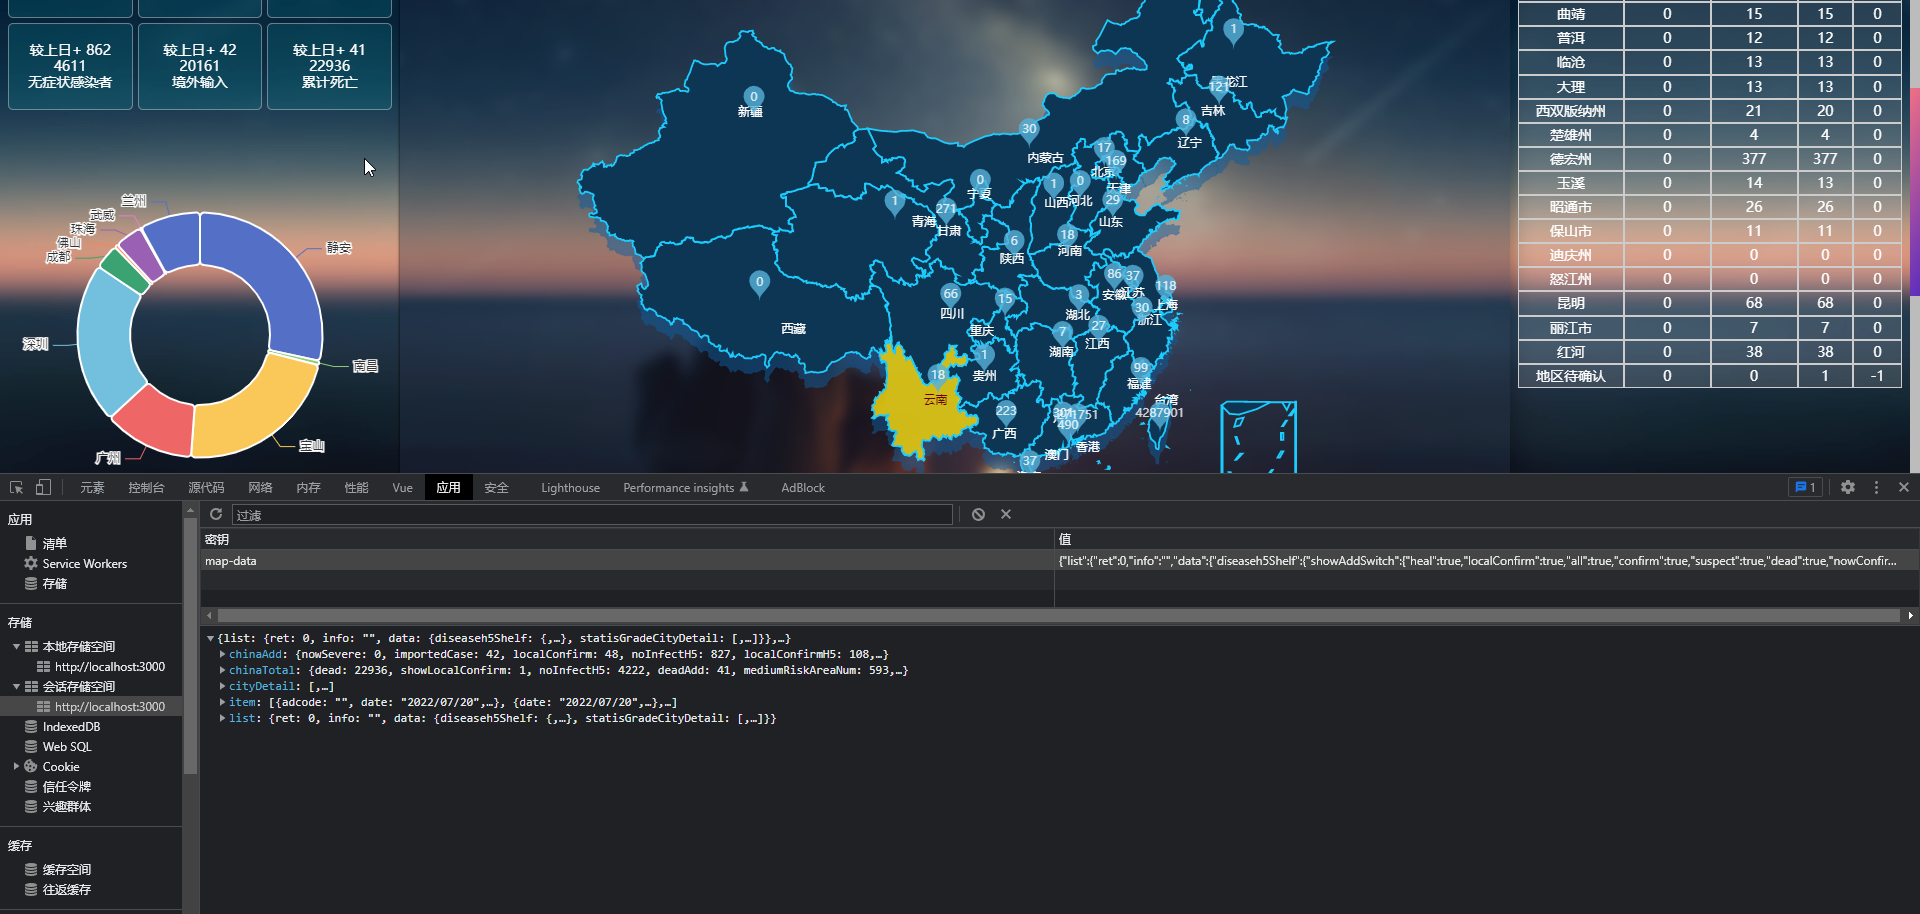 较上日+ 862
4611
无症状感染者
较上日+ 42
20161
境外输入
较上日+ 41
22936
累计死亡
兰州
武威
珠海
佛山
成都
静安
深圳
南昌
宝山
广州
1
黑龙江
121
吉林
8
辽宁
0
新疆
30
内蒙古
17
169
北京
天津
0
宁夏
1
0
山西
河北
29
山东
1
青海
271
甘肃
18
河南
6
陕西
0
西藏
66
四川
15
重庆
3
湖北
86
37
安徽
江苏
118
上海
30
浙江
7
湖南
27
江西
1
贵州
18
云南
99
福建
台湾
4287901
223
广西
301
490
香港
澳门
37
曲靖 0 15 15 0
普洱 0 12 12 0
临沧 0 13 13 0
大理 0 13 13 0
西双版纳州 0 21 20 0
楚雄州 0 4 4 0
德宏州 0 377 377 0
玉溪 0 14 13 0
昭通市 0 26 26 0
保山市 0 11 11 0
迪庆州 0 0 0 0
怒江州 0 0 0 0
昆明 0 68 68 0
丽江市 0 7 7 0
红河 0 38 38 0
地区待确认 0 0 1 -1
元素 控制台 源代码 网络 内存 性能 Vue 应用 安全 Lighthouse Performance insights AdBlock 1
应用
清单
Service Workers
存储
存储
本地存储空间
http://localhost:3000
会话存储空间
http://localhost:3000
IndexedDB
Web SQL
Cookie
信任令牌
兴趣群体
缓存
缓存空间
往返缓存
过滤
密钥 值
map-data {"list":{"ret":0,"info":"","data":{"diseaseh5Shelf":{"showAddSwitch":{"heal":true,"localConfirm":true,"all":true,"confirm":true,"suspect":true,"dead":true,"nowConfir...
{list: {ret: 0, info: "", data: {diseaseh5Shelf: {,…}, statisGradeCityDetail: [,…]}},…}
chinaAdd: {nowSevere: 0, importedCase: 42, localConfirm: 48, noInfectH5: 827, localConfirmH5: 108,…}
chinaTotal: {dead: 22936, showLocalConfirm: 1, noInfectH5: 4222, deadAdd: 41, mediumRiskAreaNum: 593,…}
cityDetail: [,…]
item: [{adcode: "", date: "2022/07/20",…}, {date: "2022/07/20",…},…]
list: {ret: 0, info: "", data: {diseaseh5Shelf: {,…}, statisGradeCityDetail: [,…]}}